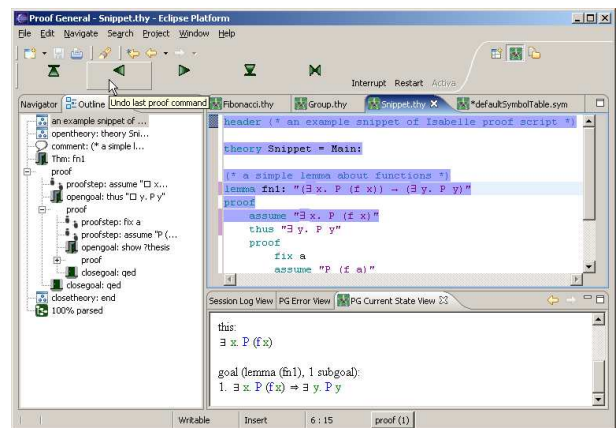 Proof General - Snippet.thy - Eclipse Platform
File Edit Navigate Search Project Window Help
Interrupt Restart Activa
Undo last proof command
Navigator Outline
an example snippet of ...
opentheory: theory Sni...
comment: (* a simple l...
Thm: fn1
proof
proofstep: assume "□ x...
opengoal: thus "□ y. P y"
proof
proofstep: fix a
proofstep: assume "P (...
opengoal: show ?thesis
proof
closegoal: qed
closegoal: qed
closetheory: end
100% parsed
Fibonacci.thy Group.thy Snippet.thy *defaultSymbolTable.sym
header (* an example snippet of Isabelle proof script *)
theory Snippet = Main:
(* a simple lemma about functions *)
lemma fn1: "(∃ x. P (f x)) → (∃ y. P y)"
proof
assume "∃ x. P (f x)"
thus "∃ y. P y"
proof
fix a
assume "P (f a)"
Session Log View PG Error View PG Current State View
this:
∃ x. P (f x)
goal (lemma (fn1), 1 subgoal):
1. ∃ x. P (f x) ⇒ ∃ y. P y
Writable Insert 6 : 15 proof (1)